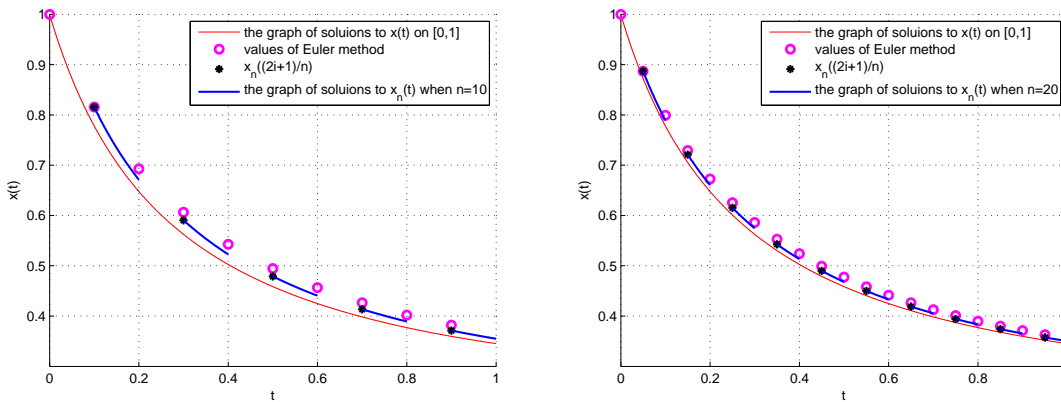 1
0.9
0.8
0.7
0.6
0.5
0.4
0 0.2 0.4 0.6 0.8 1
t
x(t)
the graph of soluions to x(t) on [0,1]
values of Euler method
x_n((2i+1)/n)
the graph of soluions to x_n(t) when n=10
1
0.9
0.8
0.7
0.6
0.5
0.4
0 0.2 0.4 0.6 0.8
t
x(t)
the graph of soluions to x(t) on [0,1]
values of Euler method
x_n((2i+1)/n)
the graph of soluions to x_n(t) when n=20